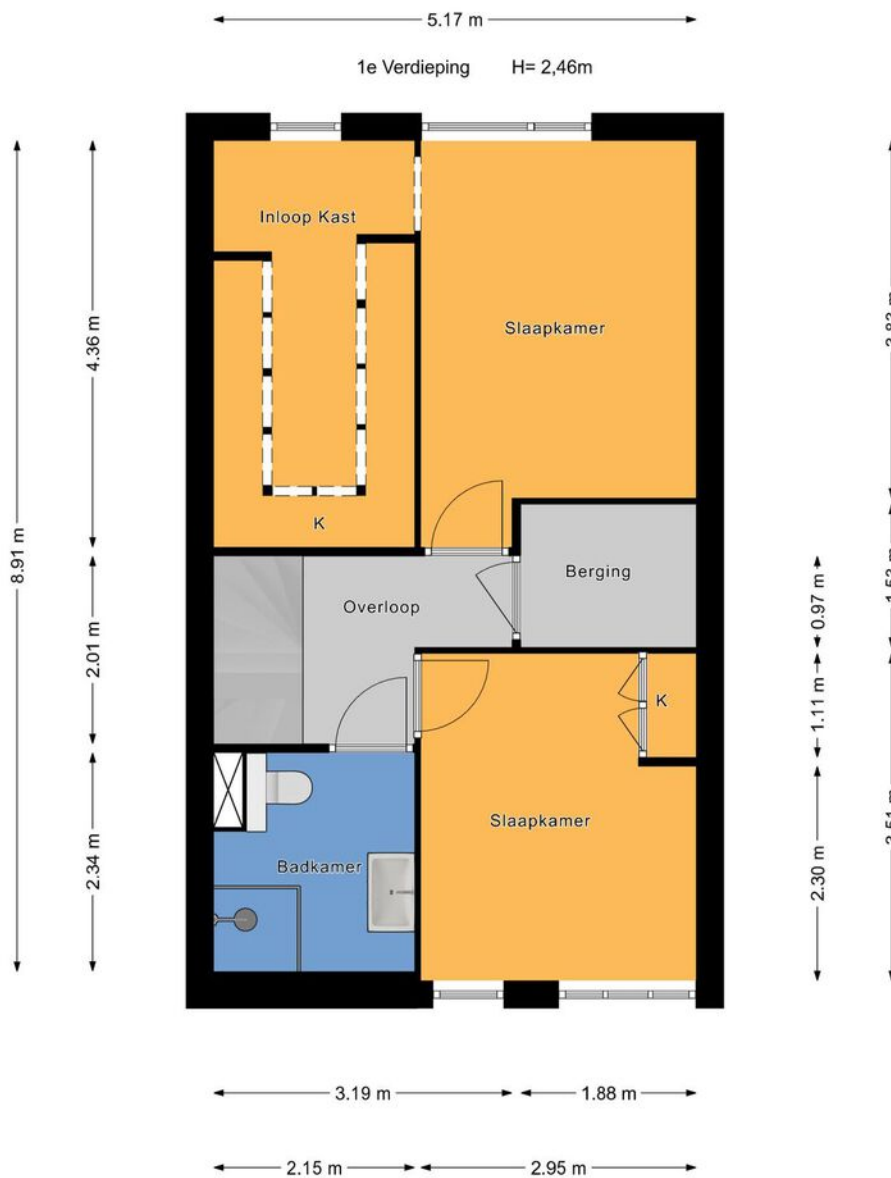 5.17 m
1e Verdieping H= 2,46m
Inloop Kast
Slaapkamer
4.36 m
K
8.91 m
Berging
Overloop
0.97 m
2.01 m
K
1.11 m
Slaapkamer
Badkamer
2.34 m
2.30 m
3.19 m
1.88 m
2.15 m
2.95 m